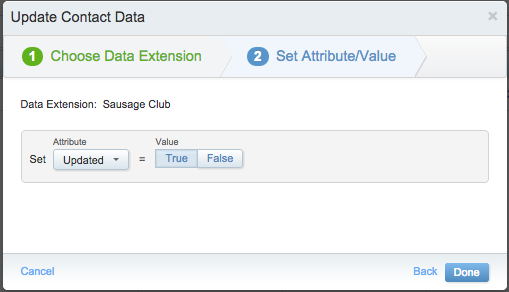 Update Contact Data ×
1 Choose Data Extension 2 Set Attribute/Value
Data Extension: Sausage Club
Attribute Value
Set Updated = True False
Cancel Back Done